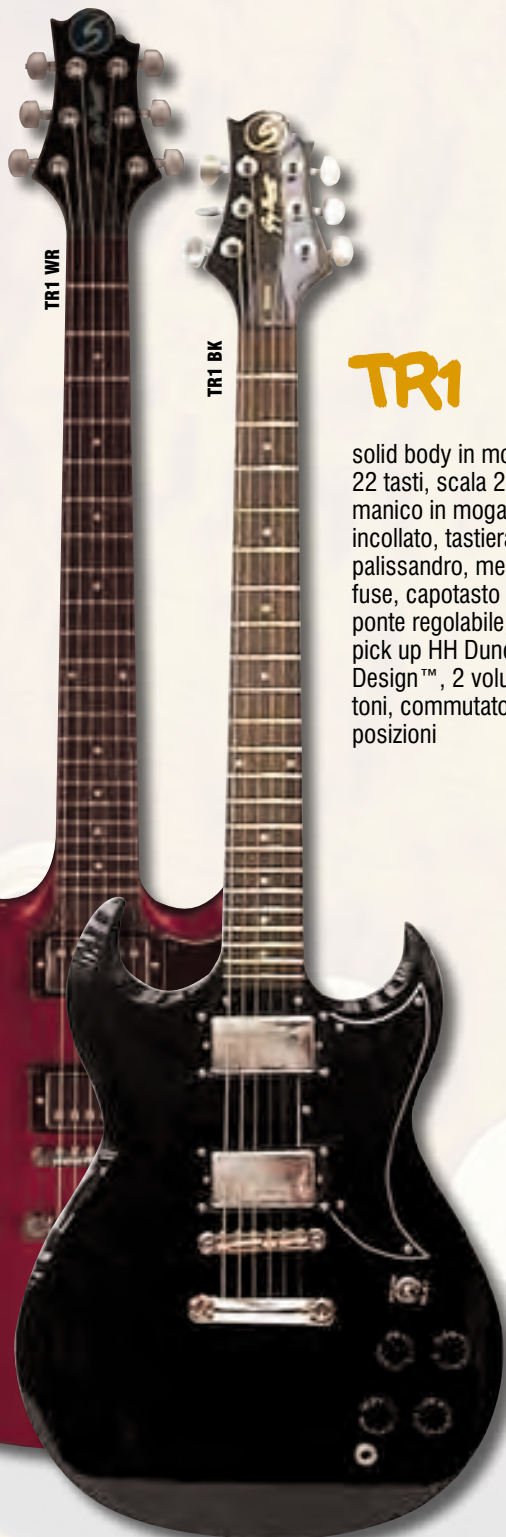 TR1 WR
TR1 BK
TR1
solid body in mo
22 tasti, scala 2
manico in moga
incollato, tastiera
palissandro, me
fuse, capotasto
ponte regolabile
pick up HH Dun
Design™, 2 volu
toni, commutato
posizioni